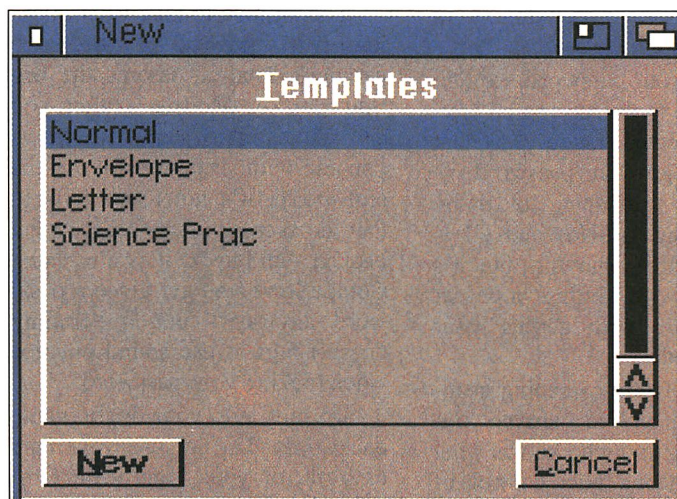 New
Templates
Normal
Envelope
Letter
Science Prac
New
Cancel